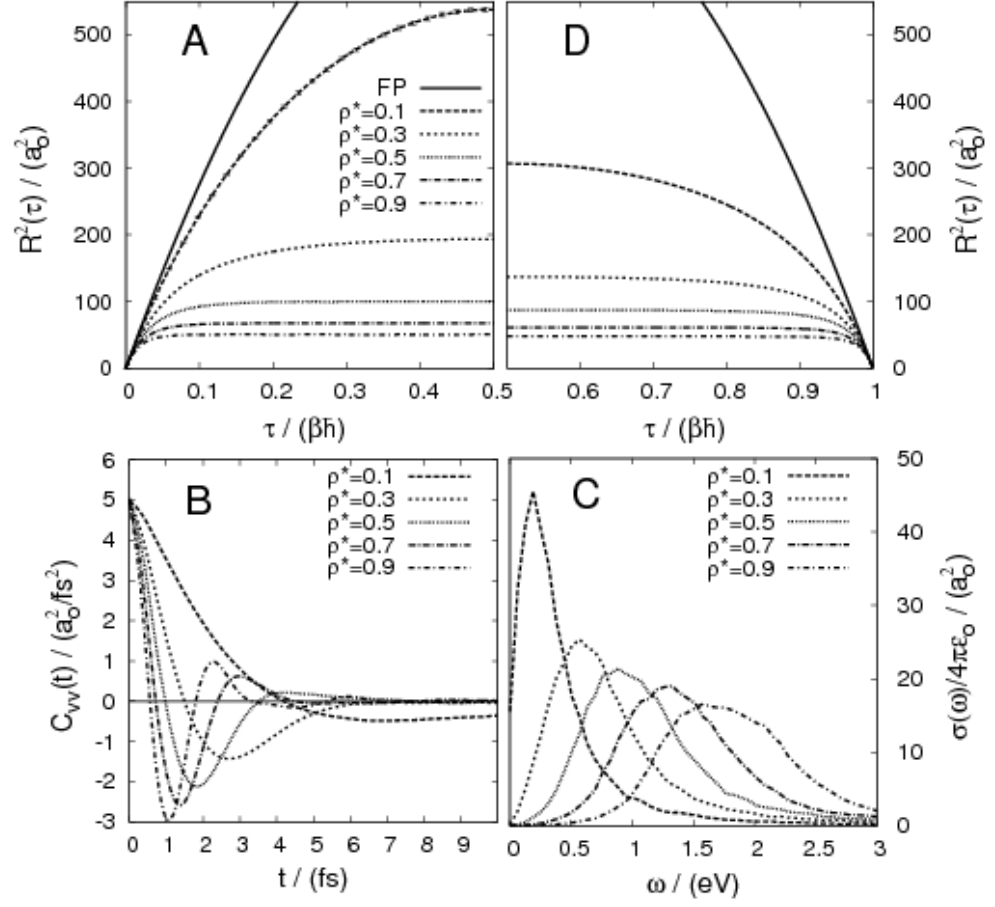 A
D
550
500
400
300
200
100
0
R²(τ) / (a₀²)
FP
ρ*=0.1
ρ*=0.3
ρ*=0.5
ρ*=0.7
ρ*=0.9
0 0.1 0.2 0.3 0.4 0.5
τ / (βħ)
500
400
300
200
100
0
R²(τ) / (a₀²)
5 0.6 0.7 0.8 0.9 1
τ / (βħ)
B
6
5
4
3
2
1
0
-1
-2
-3
C_vv(t) / (a₀²/fs²)
ρ*=0.1
ρ*=0.3
ρ*=0.5
ρ*=0.7
ρ*=0.9
0 1 2 3 4 5 6 7 8 9
t / (fs)
C
ρ*=0.1
ρ*=0.3
ρ*=0.5
ρ*=0.7
ρ*=0.9
50
40
30
20
10
0
σ(ω)/4πε₀ / (a₀²)
0 0.5 1 1.5 2 2.5 3
ω / (eV)